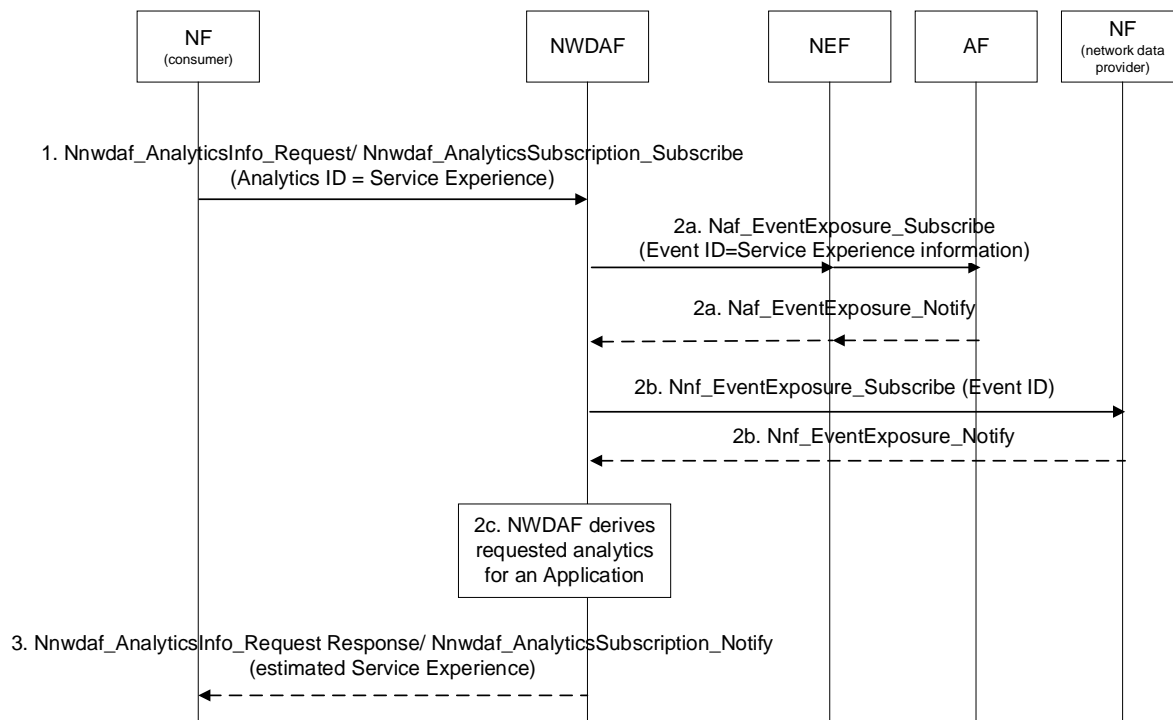 NF
(consumer)
NWDAF
NEF
AF
NF
(network data
provider)
1. Nnwdaf_AnalyticsInfo_Request/ Nnwdaf_AnalyticsSubscription_Subscribe
(Analytics ID = Service Experience)
2a. Naf_EventExposure_Subscribe
(Event ID=Service Experience information)
2a. Naf_EventExposure_Notify
2b. Nnf_EventExposure_Subscribe (Event ID)
2b. Nnf_EventExposure_Notify
2c. NWDAF derives
requested analytics
for an Application
3. Nnwdaf_AnalyticsInfo_Request Response/ Nnwdaf_AnalyticsSubscription_Notify
(estimated Service Experience)